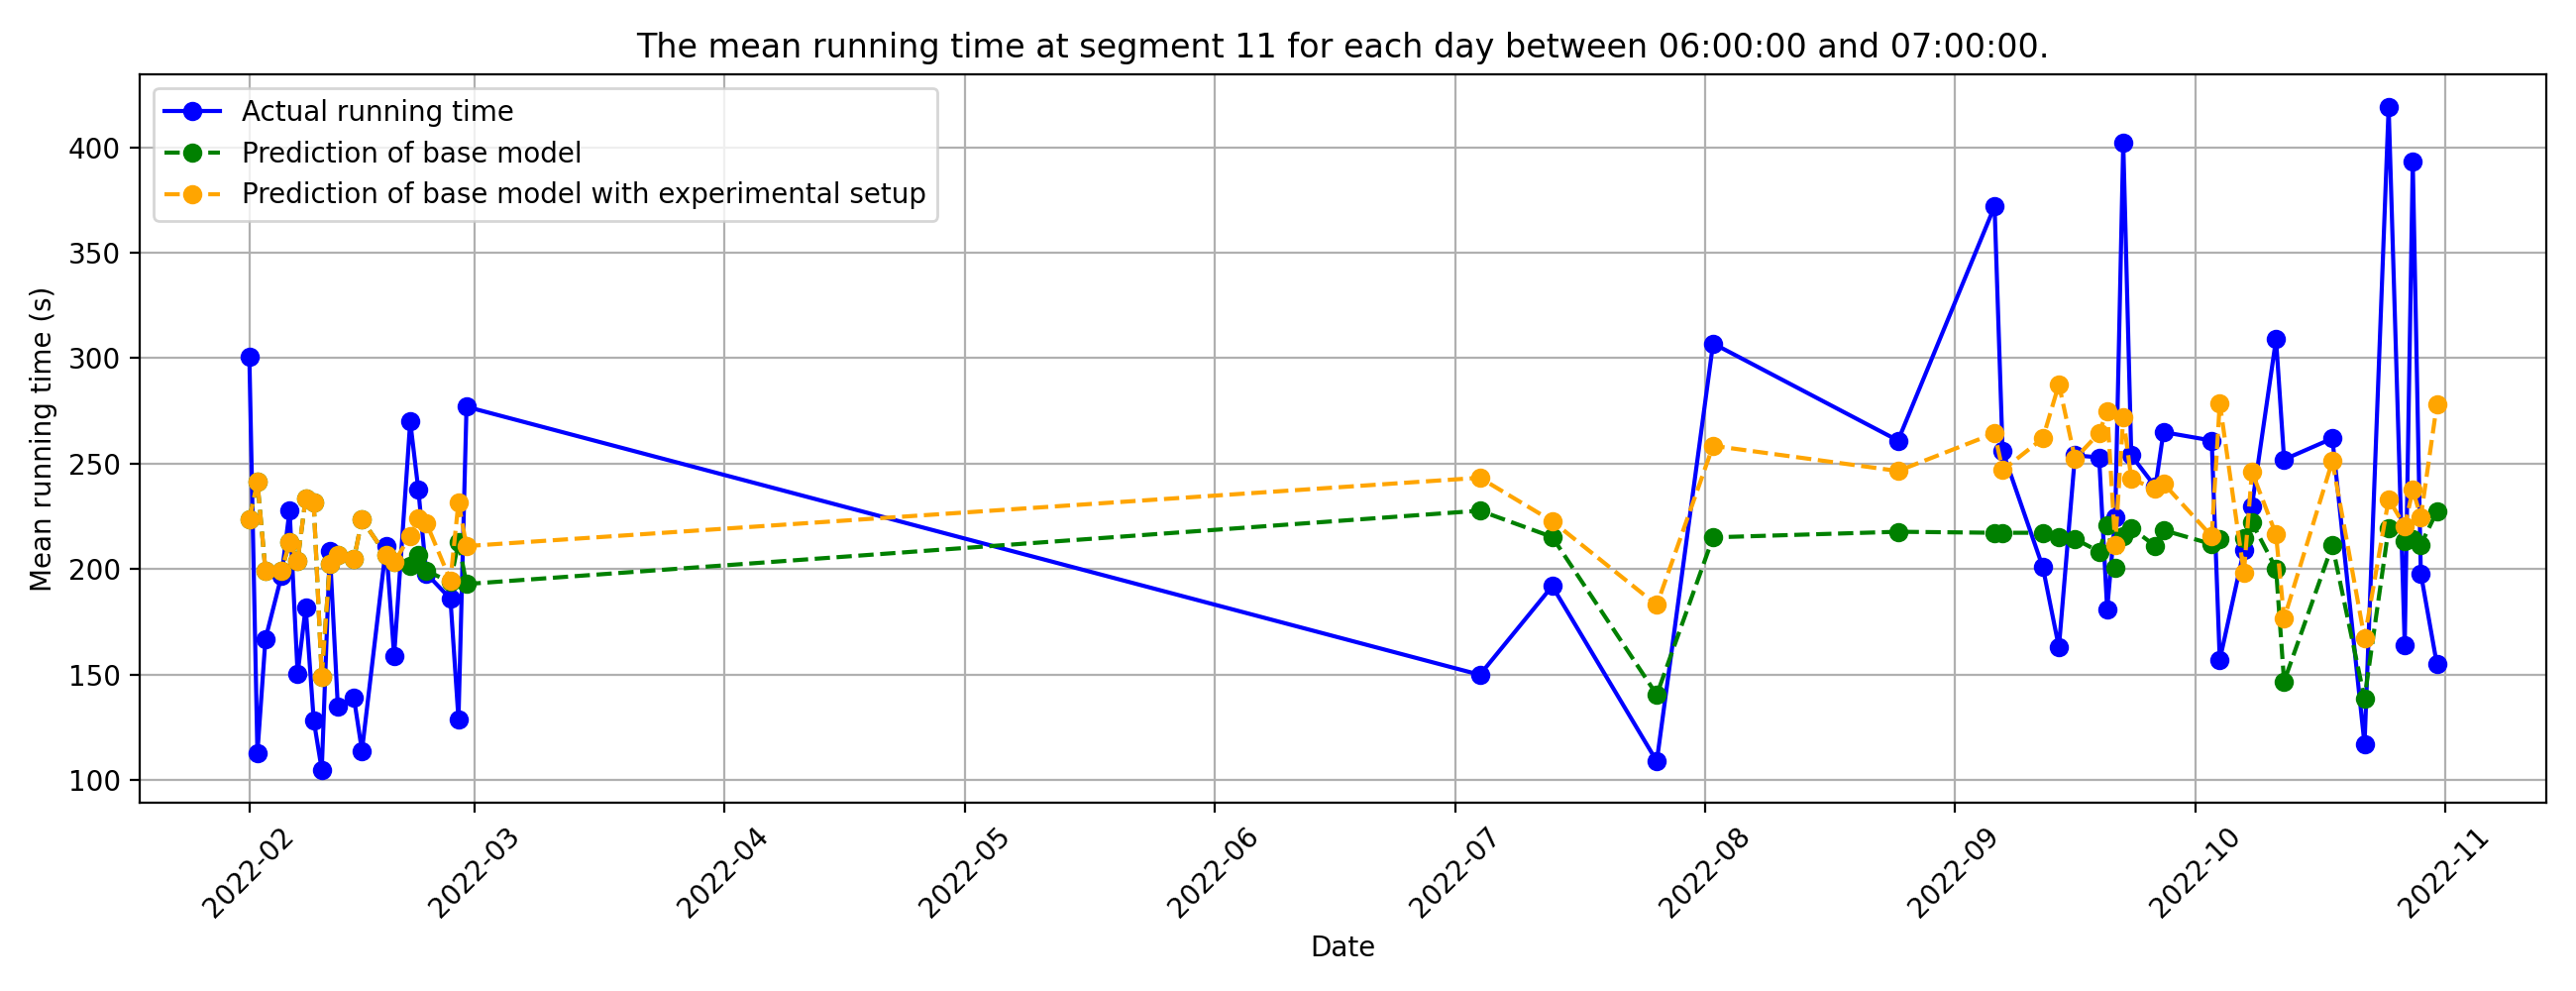 The mean running time at segment 11 for each day between 06:00:00 and 07:00:00.
Actual running time
Prediction of base model
Prediction of base model with experimental setup
Mean running time (s)
400
350
300
250
200
150
100
2022-02
2022-03
2022-04
2022-05
2022-06
2022-07
2022-08
2022-09
2022-10
2022-11
Date